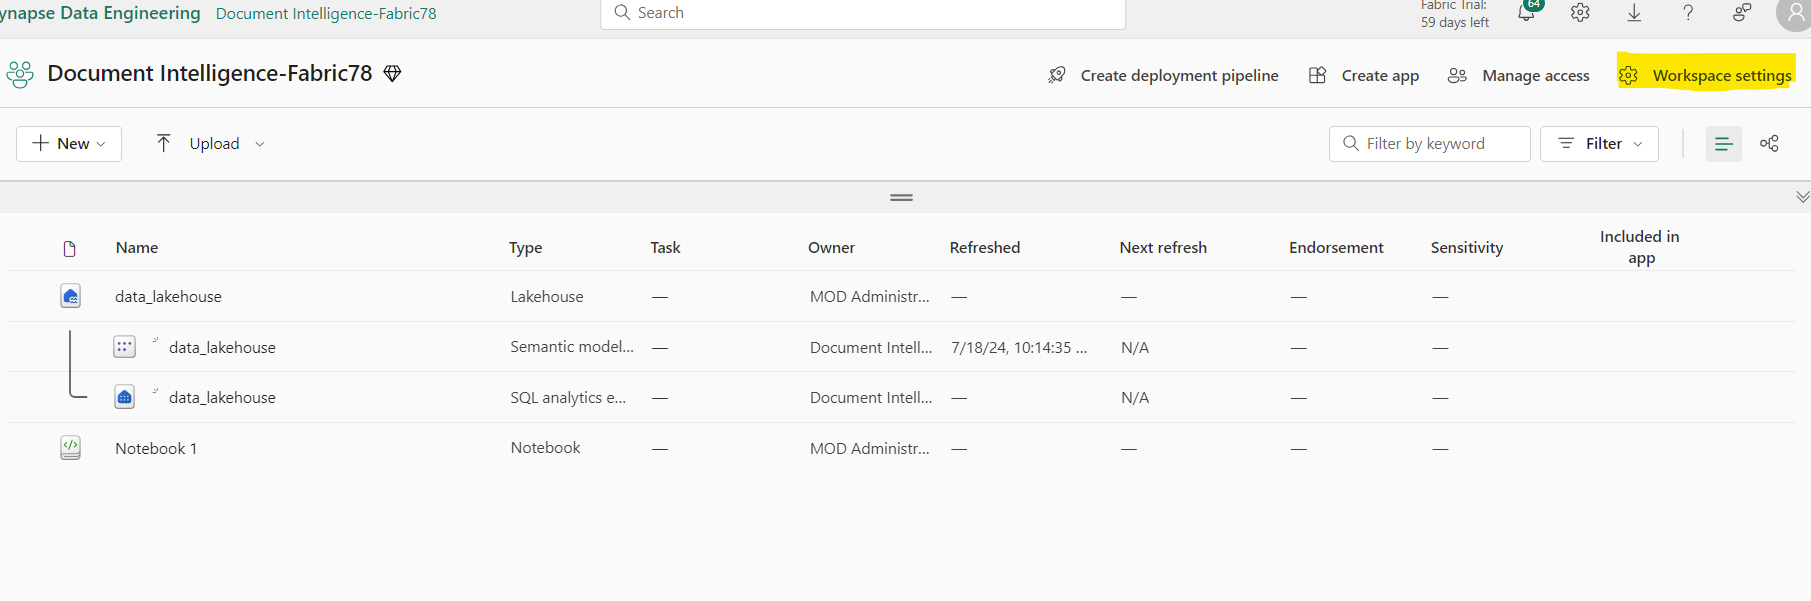 ynapse Data Engineering Document Intelligence-Fabric78 Search Fabric Trial: 64
59 days left ?
Document Intelligence-Fabric78 Create deployment pipeline Create app Manage access Workspace settings
New Upload Filter by keyword Filter
Name Type Task Owner Refreshed Next refresh Endorsement Sensitivity Included in
app
data_lakehouse Lakehouse — MOD Administr... — — — —
data_lakehouse Semantic model... — Document Intell... 7/18/24, 10:14:35 ... N/A — —
data_lakehouse SQL analytics e... — Document Intell... — N/A — —
Notebook 1 Notebook — MOD Administr... — — — —